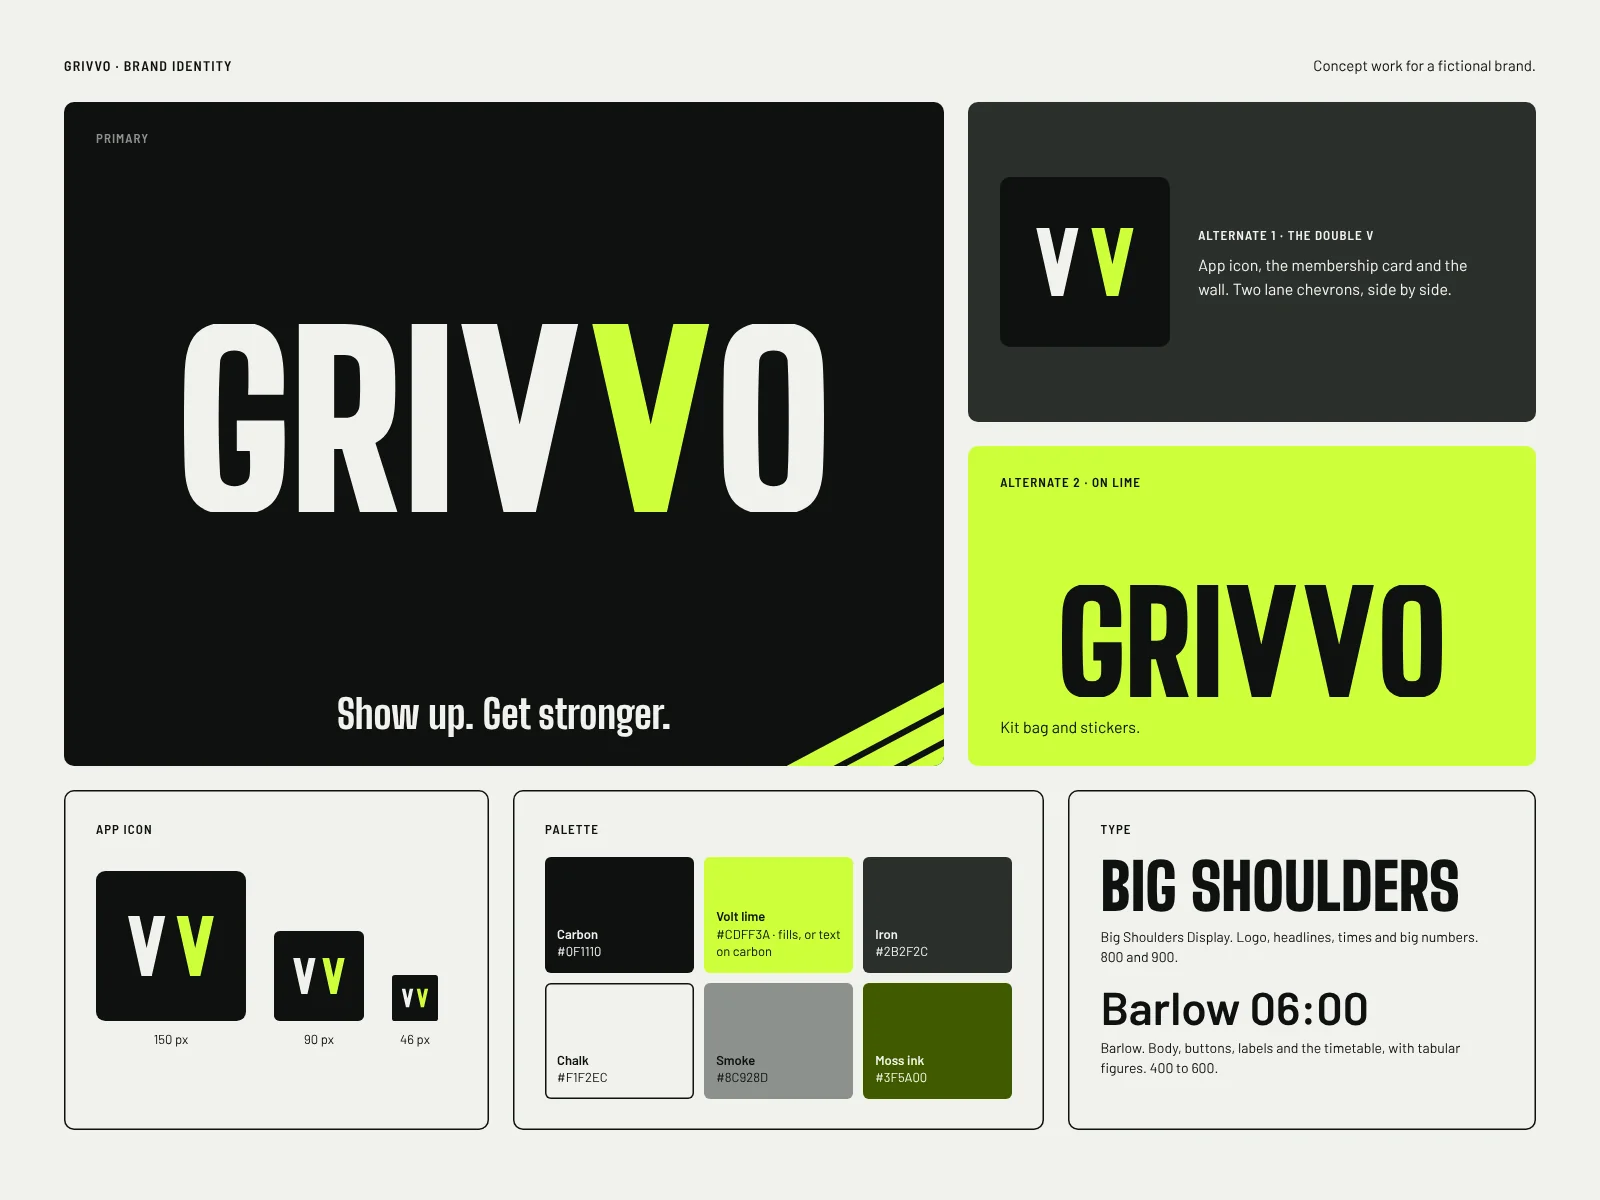 GRIVVO · BRAND IDENTITY
Concept work for a fictional brand.
PRIMARY
GRIVVO
Show up. Get stronger.
VV
ALTERNATE 1 · THE DOUBLE V
App icon, the membership card and the
wall. Two lane chevrons, side by side.
ALTERNATE 2 · ON LIME
GRIVVO
Kit bag and stickers.
APP ICON
VV
150 px
VV
90 px
VV
46 px
PALETTE
Carbon
#0F1110
Volt lime
#CDFF3A · fills, or text
on carbon
Iron
#2B2F2C
Chalk
#F1F2EC
Smoke
#8C928D
Moss ink
#3F5A00
TYPE
BIG SHOULDERS
Big Shoulders Display. Logo, headlines, times and big numbers.
800 and 900.
Barlow 06:00
Barlow. Body, buttons, labels and the timetable, with tabular
figures. 400 to 600.